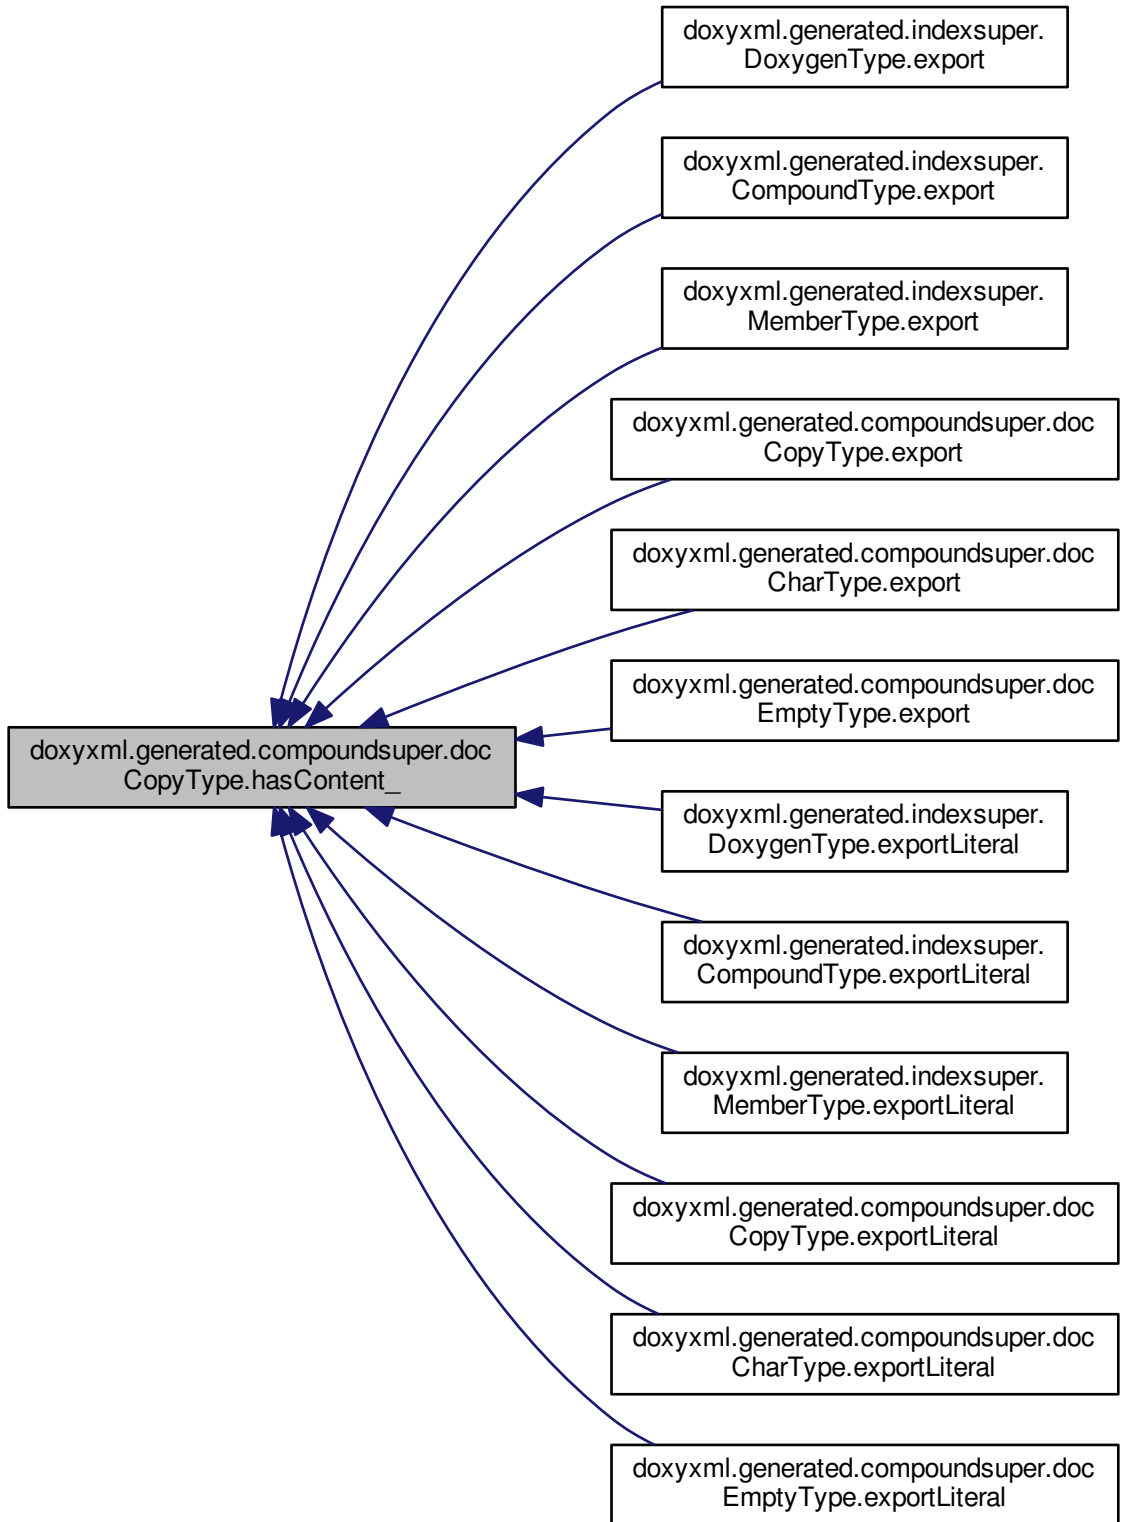 doxyxml.generated.indexsuper.
DoxygenType.export
doxyxml.generated.indexsuper.
CompoundType.export
doxyxml.generated.indexsuper.
MemberType.export
doxyxml.generated.compoundsuper.doc
CopyType.export
doxyxml.generated.compoundsuper.doc
CharType.export
doxyxml.generated.compoundsuper.doc
EmptyType.export
doxyxml.generated.compoundsuper.doc
CopyType.hasContent_
doxyxml.generated.indexsuper.
DoxygenType.exportLiteral
doxyxml.generated.indexsuper.
CompoundType.exportLiteral
doxyxml.generated.indexsuper.
MemberType.exportLiteral
doxyxml.generated.compoundsuper.doc
CopyType.exportLiteral
doxyxml.generated.compoundsuper.doc
CharType.exportLiteral
doxyxml.generated.compoundsuper.doc
EmptyType.exportLiteral